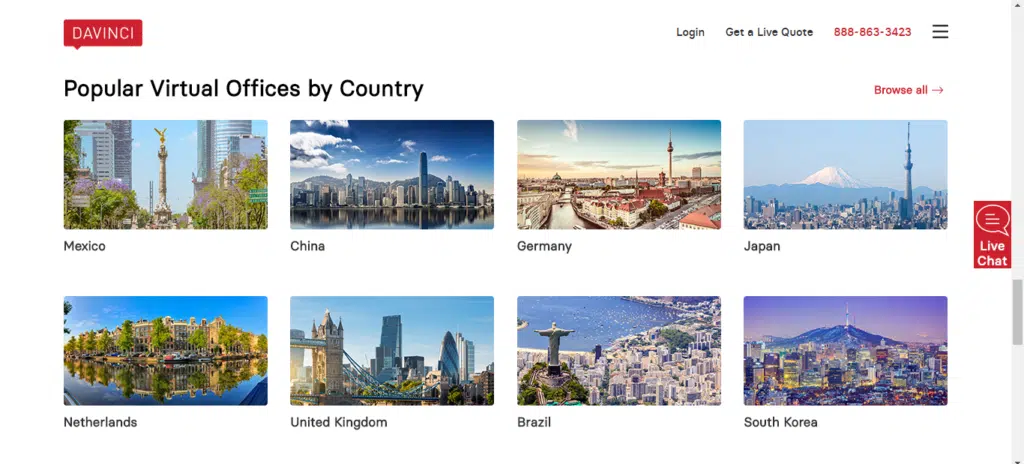 DAVINCI
Login
Get a Live Quote
888-863-3423
Popular Virtual Offices by Country
Browse all →
Mexico
China
Germany
Japan
Live
Chat
Netherlands
United Kingdom
Brazil
South Korea